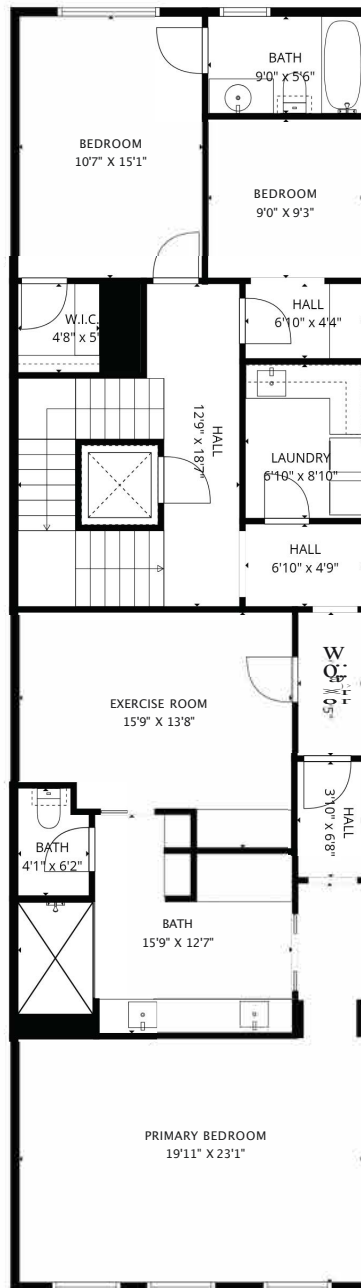 BATH
9'0" x 5'6"
BEDROOM
10'7" X 15'1"
BEDROOM
9'0" X 9'3"
W.I.C.
4'8" x 5'
HALL
6'10" x 4'4"
HALL
12'9" x 18'7"
LAUNDRY
6'10" x 8'10"
HALL
6'10" x 4'9"
EXERCISE ROOM
15'9" X 13'8"
HALL
3'10" x 6'8"
BATH
4'1" x 6'2"
BATH
15'9" X 12'7"
PRIMARY BEDROOM
19'11" X 23'1"